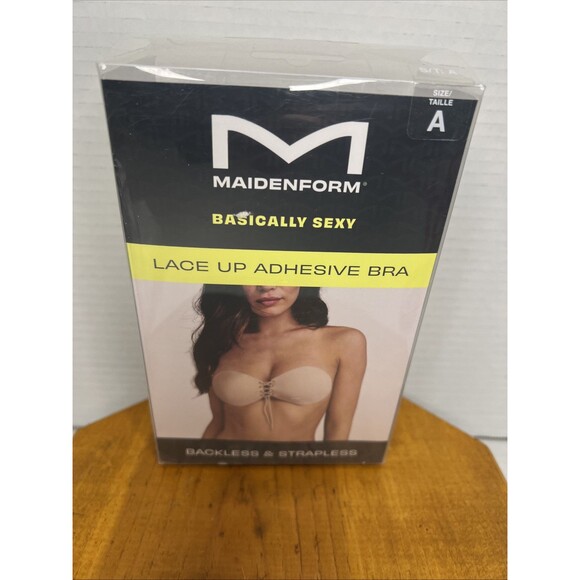 SIZE/
TAILLE
A
MAIDENFORM®
BASICALLY SEXY
LACE UP ADHESIVE BRA
BACKLESS & STRAPLESS